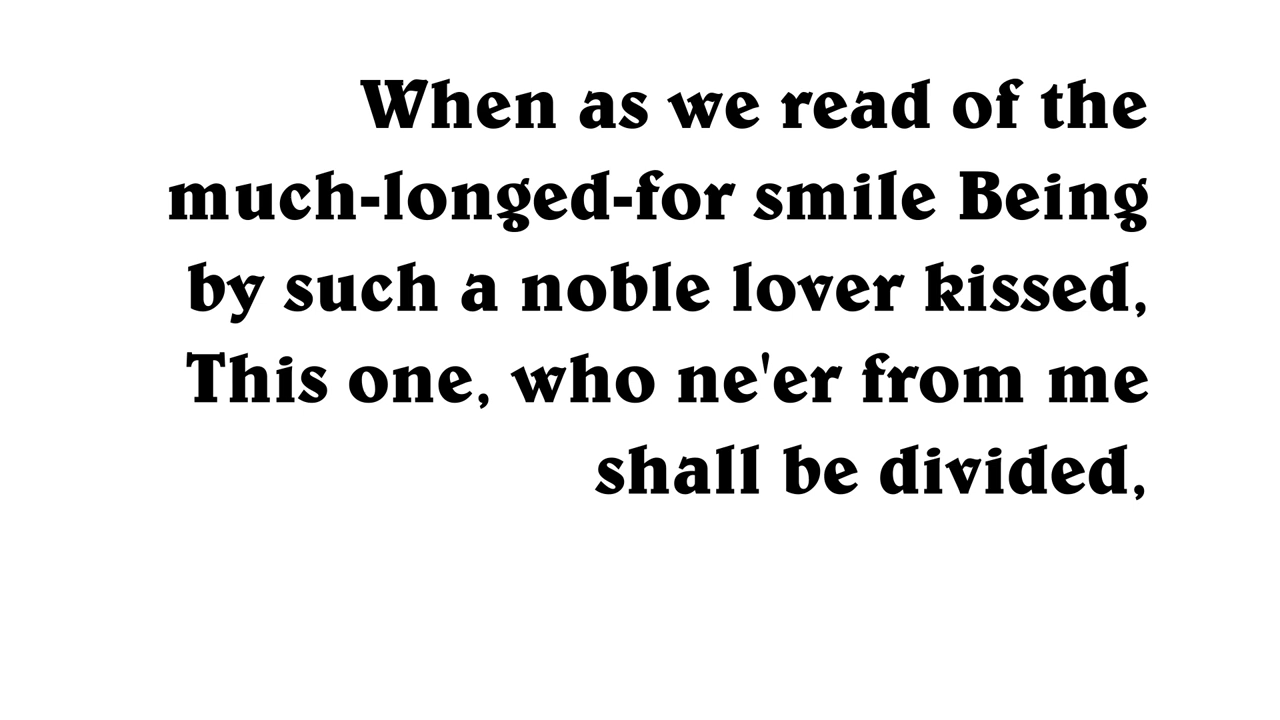 When as we read of the
much-longed-for smile Being
by such a noble lover kissed,
This one, who ne'er from me
shall be divided,